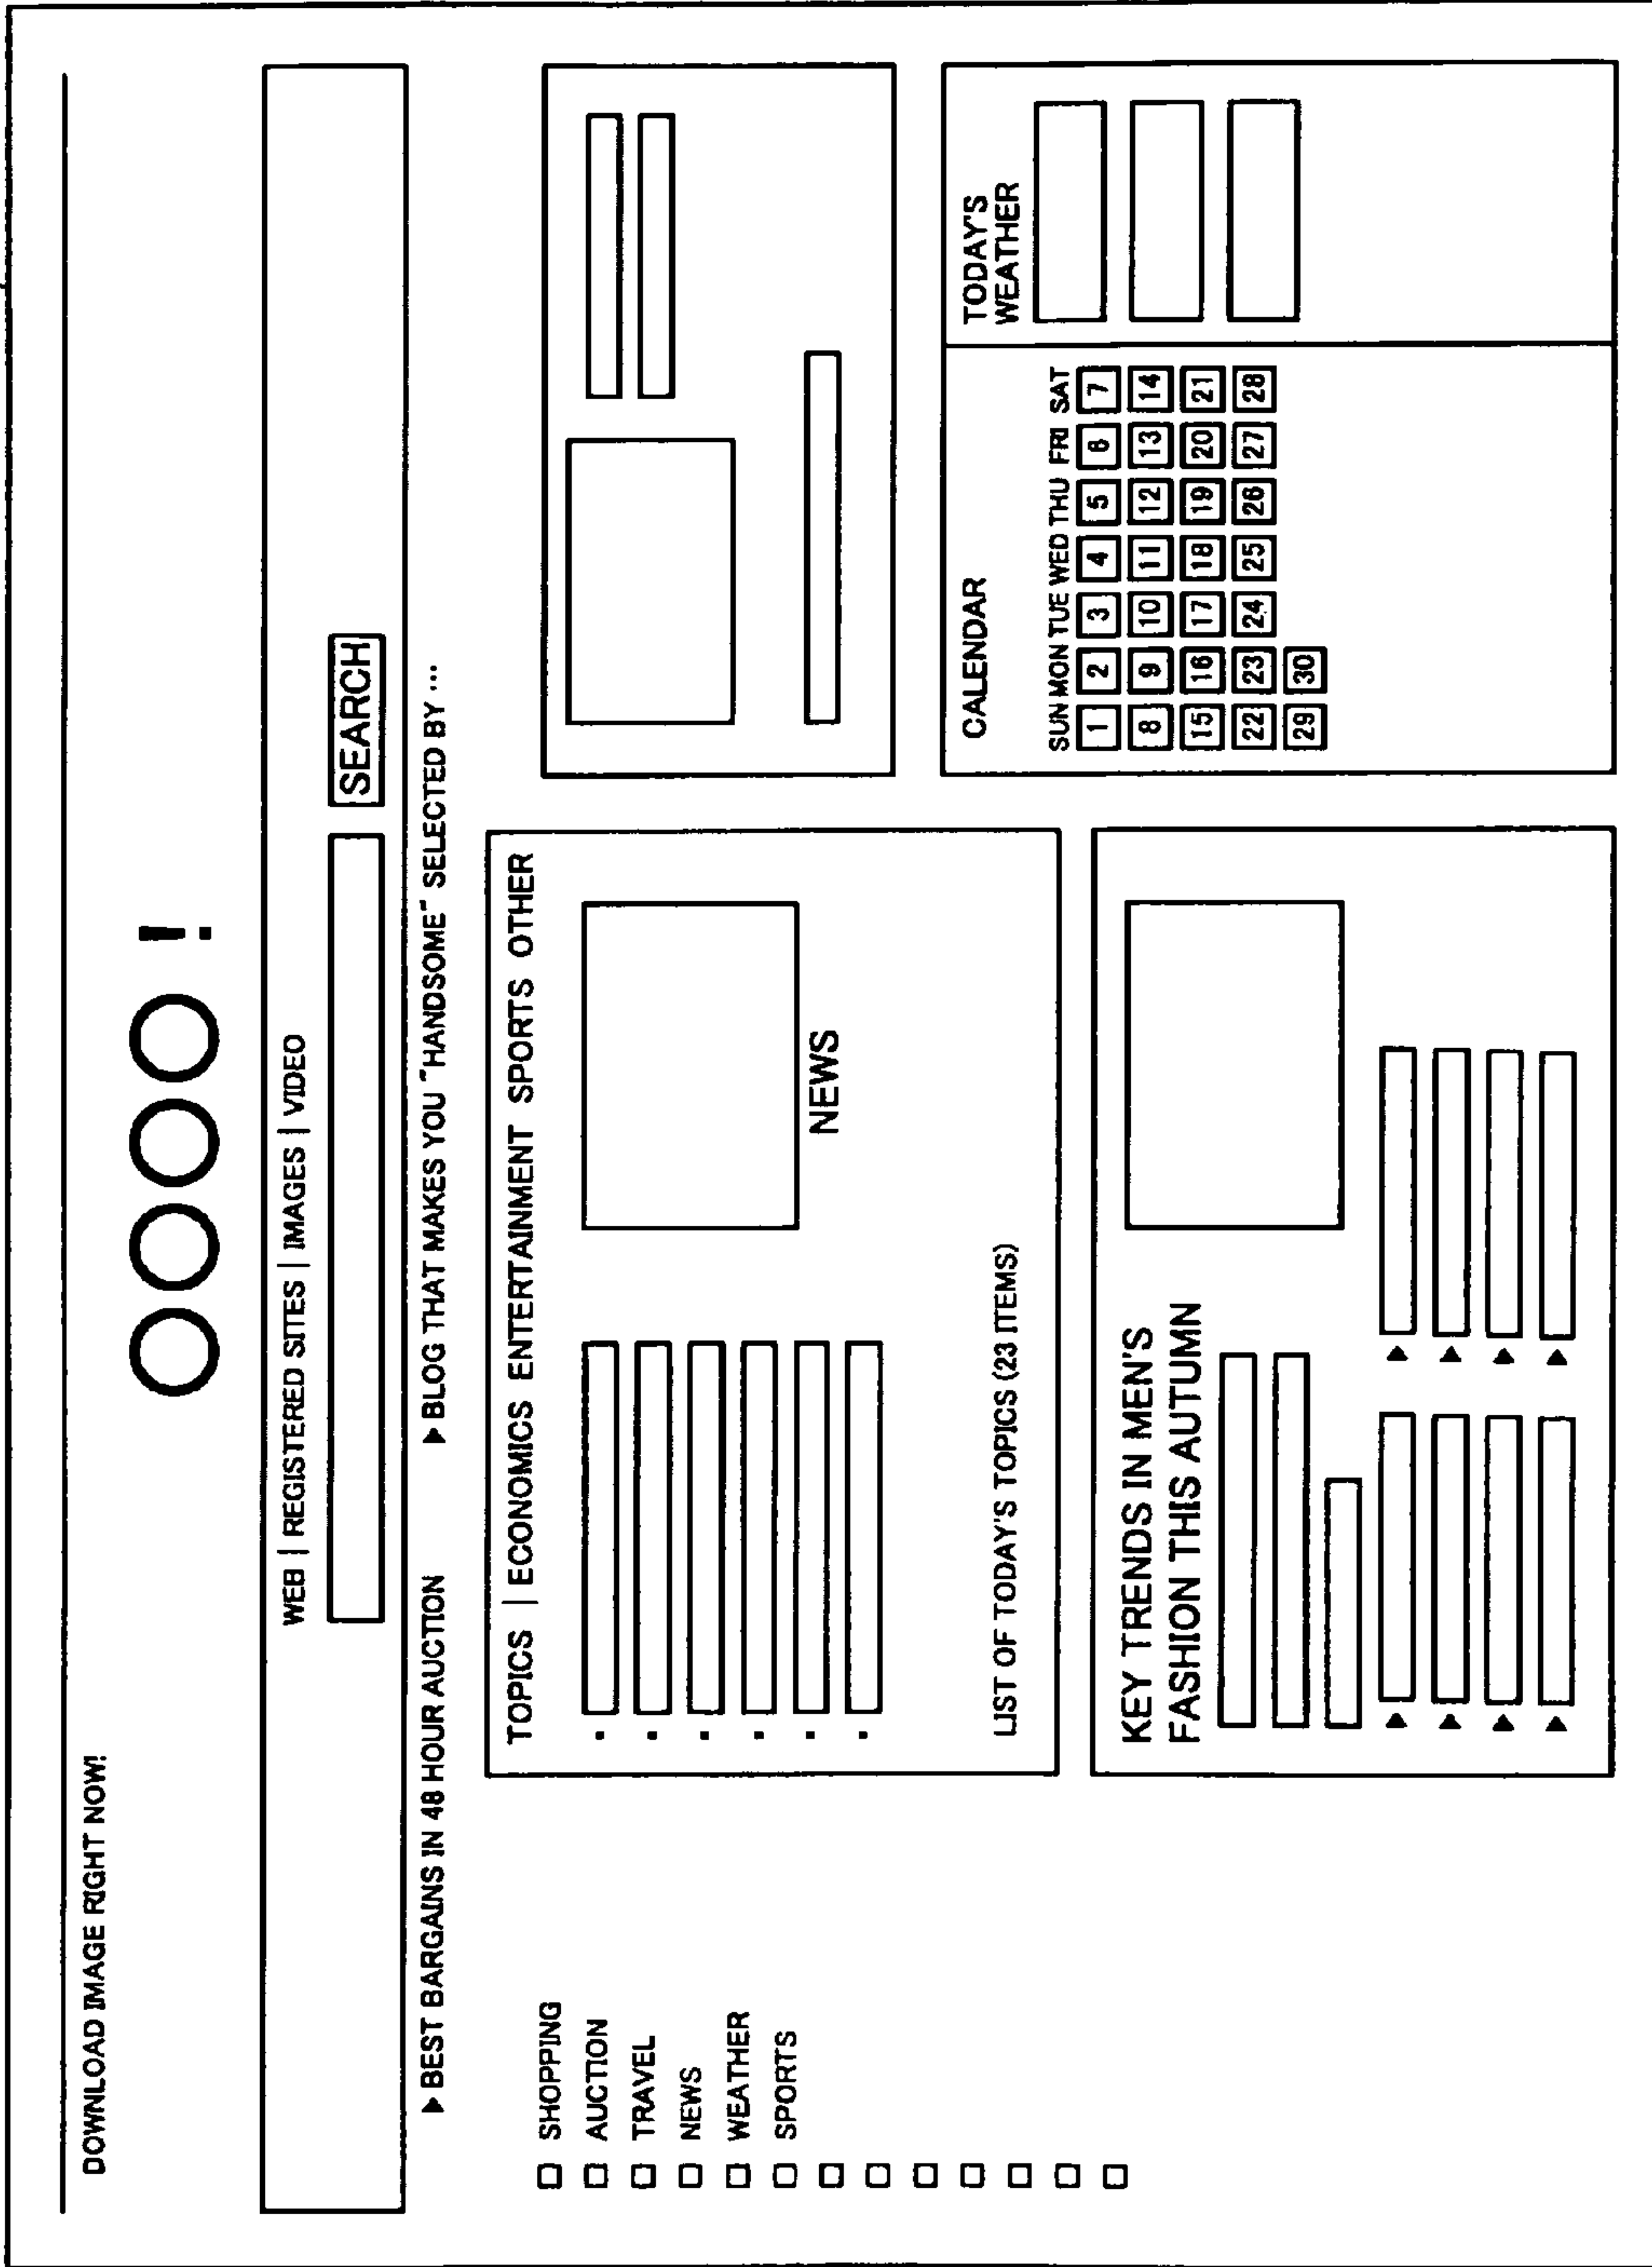 DOWNLOAD IMAGE RIGHT NOW!
○○○○!
WEB | REGISTERED SITES | IMAGES | VIDEO
SEARCH
▶BEST BARGAINS IN 48 HOUR AUCTION ▶BLOG THAT MAKES YOU "HANDSOME" SELECTED BY ...
□ SHOPPING
□ AUCTION
□ TRAVEL
□ NEWS
□ WEATHER
□ SPORTS
TOPICS | ECONOMICS ENTERTAINMENT SPORTS OTHER
NEWS
LIST OF TODAY'S TOPICS (23 ITEMS)
KEY TRENDS IN MEN'S
FASHION THIS AUTUMN
CALENDAR
SUN MON TUE WED THU FRI SAT
1 2 3 4 5 6 7
8 9 10 11 12 13 14
15 16 17 18 19 20 21
22 23 24 25 26 27 28
29 30
TODAY'S
WEATHER